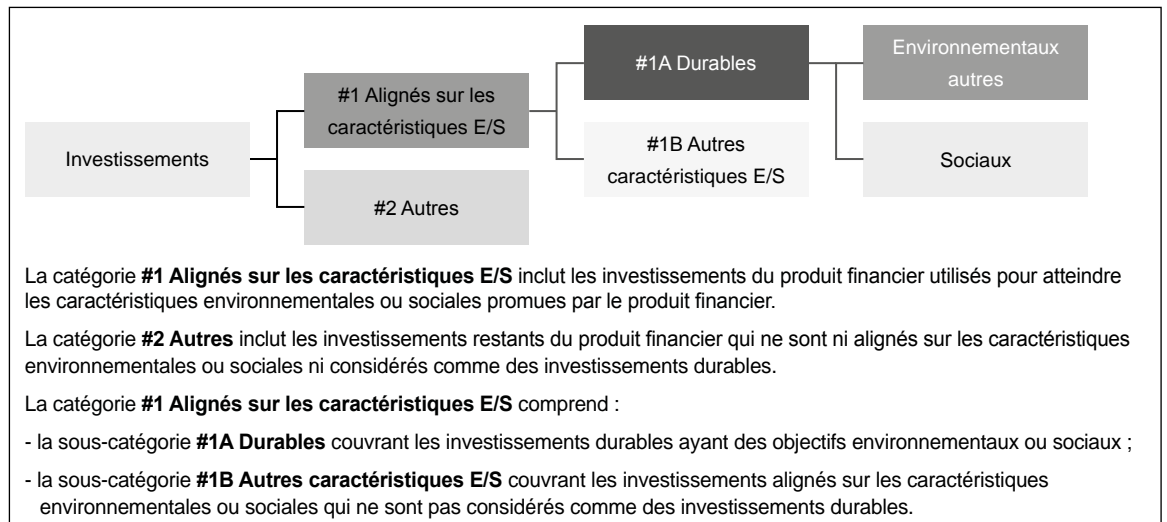 Investissements
#1 Alignés sur les
caractéristiques E/S
#2 Autres
#1A Durables
#1B Autres
caractéristiques E/S
Environnementaux
autres
Sociaux
La catégorie #1 Alignés sur les caractéristiques E/S inclut les investissements du produit financier utilisés pour atteindre
les caractéristiques environnementales ou sociales promues par le produit financier.
La catégorie #2 Autres inclut les investissements restants du produit financier qui ne sont ni alignés sur les caractéristiques
environnementales ou sociales ni considérés comme des investissements durables.
La catégorie #1 Alignés sur les caractéristiques E/S comprend :
- la sous-catégorie #1A Durables couvrant les investissements durables ayant des objectifs environnementaux ou sociaux ;
- la sous-catégorie #1B Autres caractéristiques E/S couvrant les investissements alignés sur les caractéristiques
environnementales ou sociales qui ne sont pas considérés comme des investissements durables.